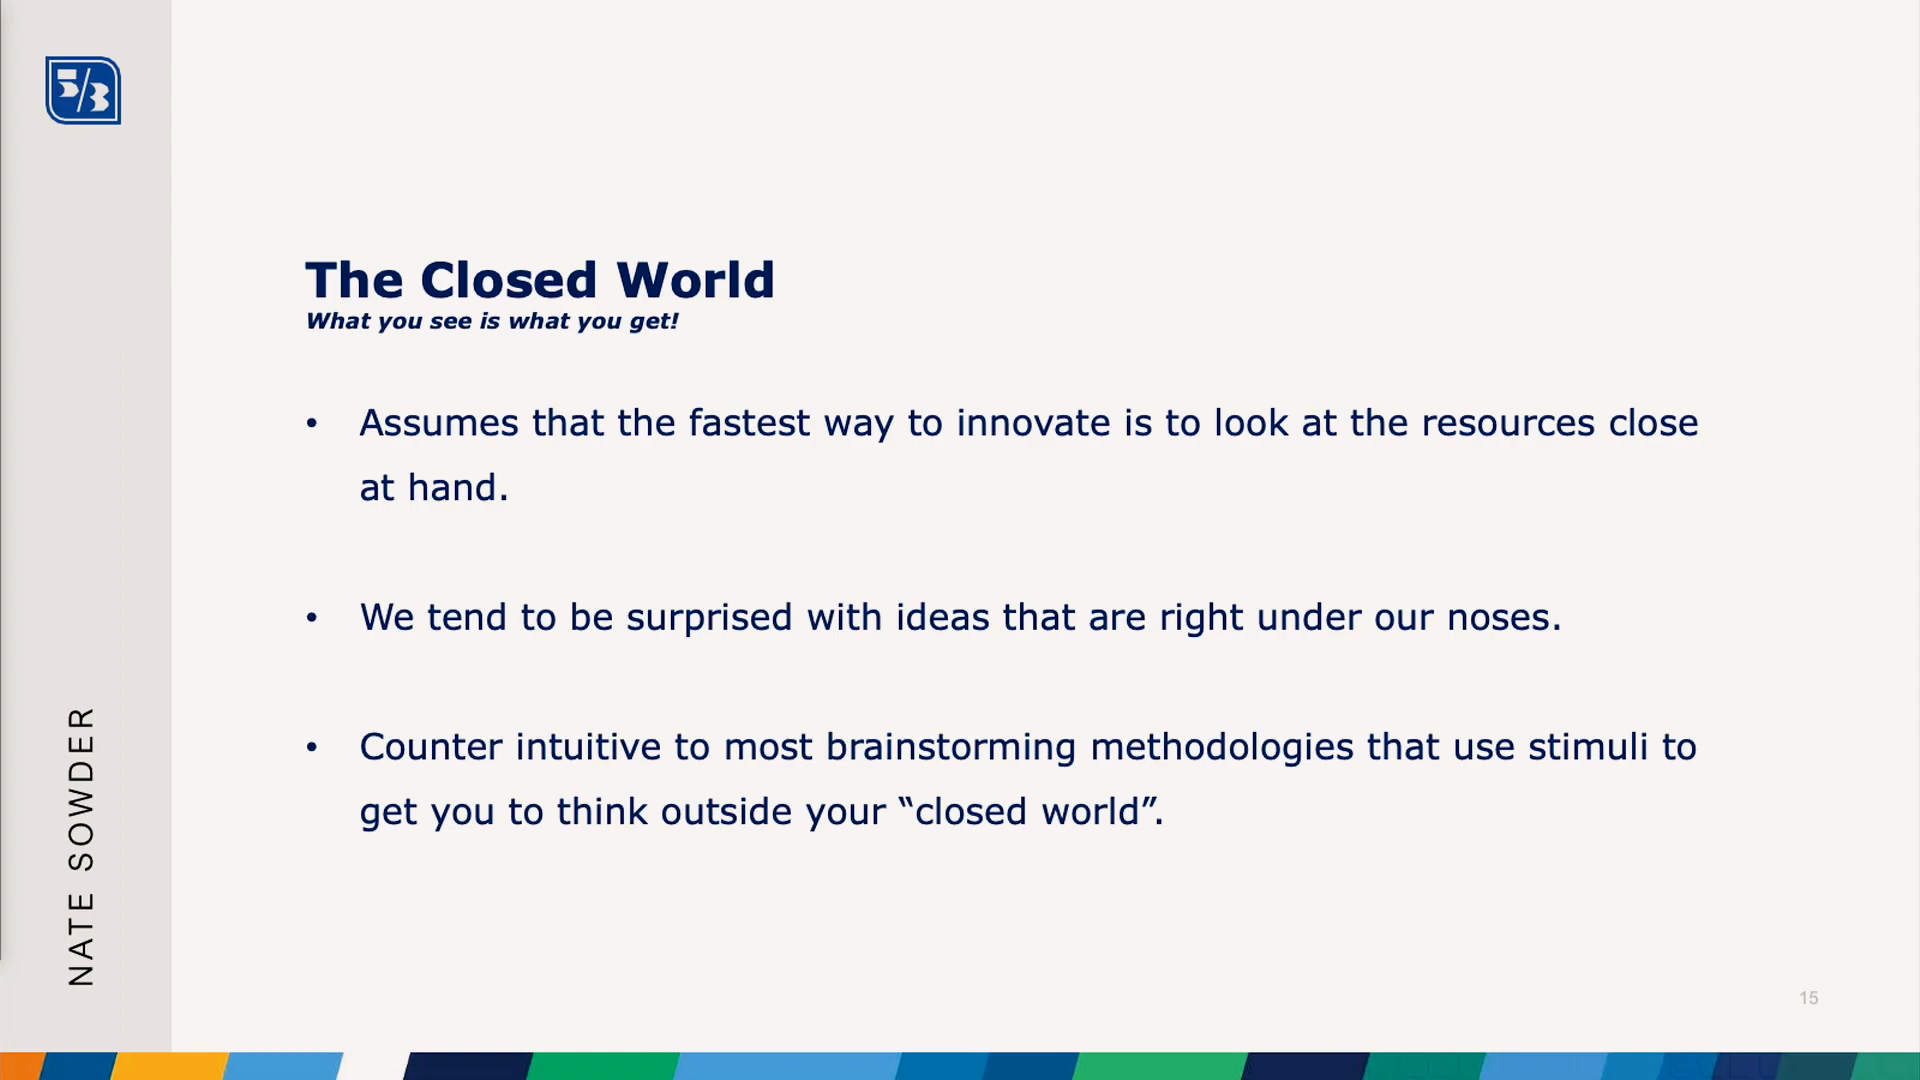 5/3
The Closed World
What you see is what you get!
• Assumes that the fastest way to innovate is to look at the resources close
at hand.
• We tend to be surprised with ideas that are right under our noses.
• Counter intuitive to most brainstorming methodologies that use stimuli to
get you to think outside your “closed world”.
NATE SOWDER
15